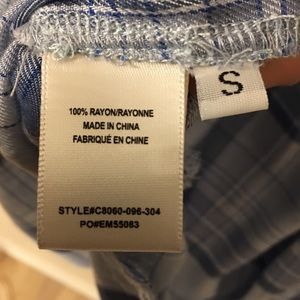 100% RAYON/RAYONNE
MADE IN CHINA
FABRIQUÉ EN CHINE
STYLE#C8060-096-304
PO#EM55083
S